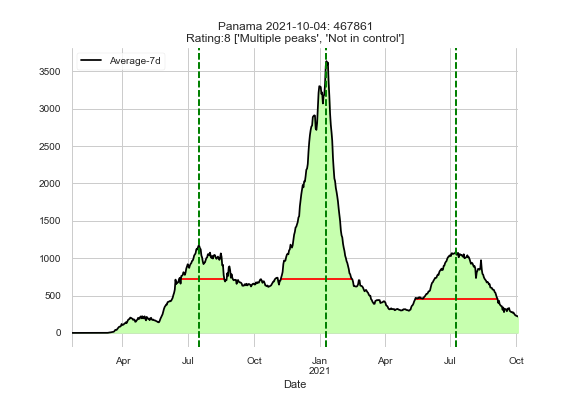 Panama 2021-10-04: 467861
Rating:8 ['Multiple peaks', 'Not in control']
Average-7d
3500
3000
2500
2000
1500
1000
500
0
Apr Jul Oct Jan Apr Jul Oct
2021
Date